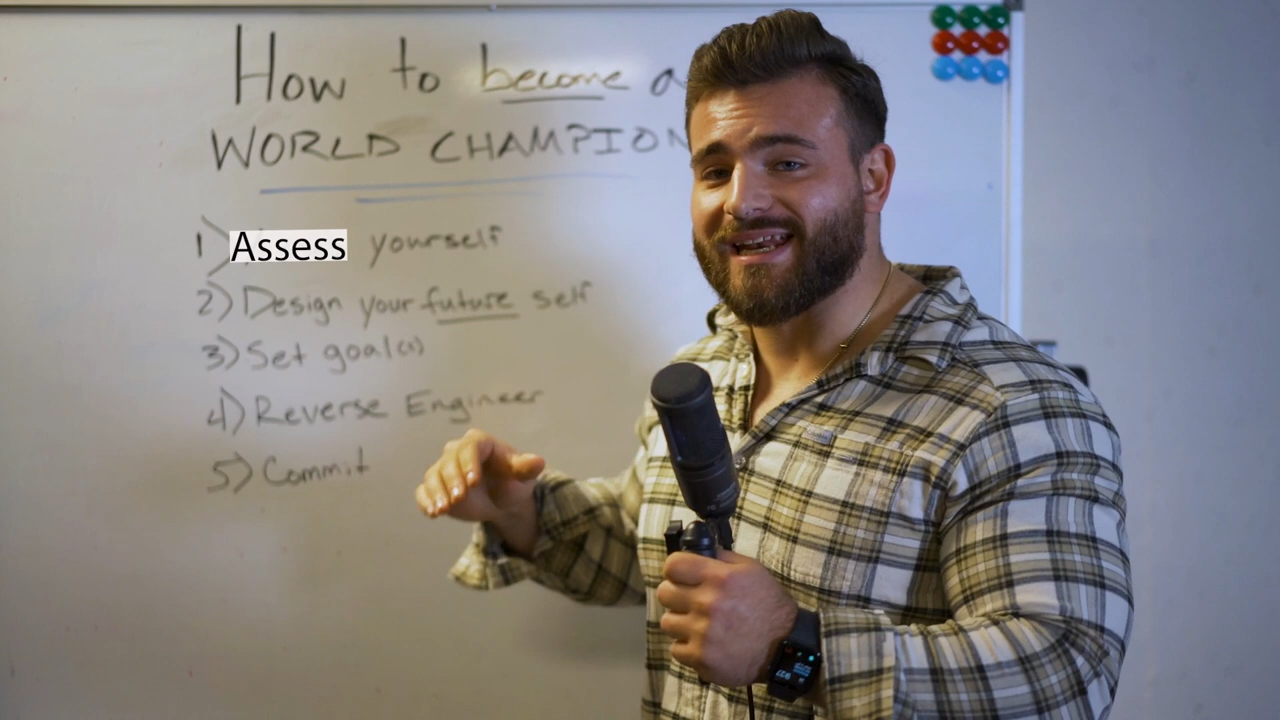 How to become a
WORLD CHAMPION
1) Assess yourself
2) Design your future self
3) Set goal(s)
4) Reverse Engineer
5) Commit